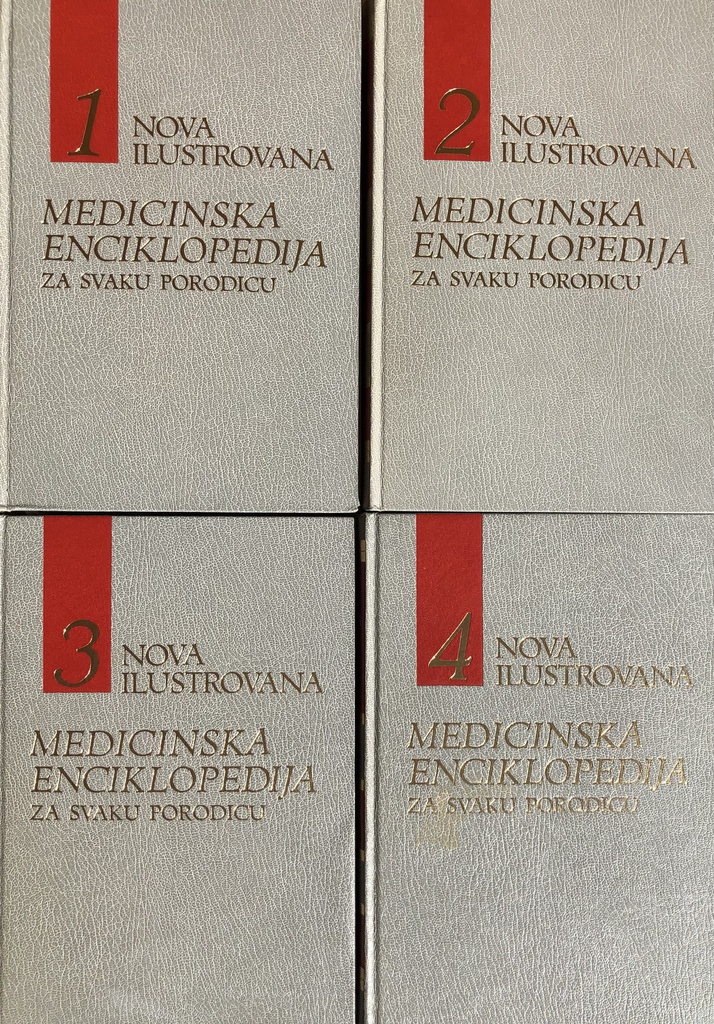 1
NOVA
ILUSTROVANA
MEDICINSKA
ENCIKLOPEDIJA
ZA SVAKU PORODICU
2
NOVA
ILUSTROVANA
MEDICINSKA
ENCIKLOPEDIJA
ZA SVAKU PORODICU
3
NOVA
ILUSTROVANA
MEDICINSKA
ENCIKLOPEDIJA
ZA SVAKU PORODICU
4
NOVA
ILUSTROVANA
MEDICINSKA
ENCIKLOPEDIJA
ZA SVAKU PORODICU